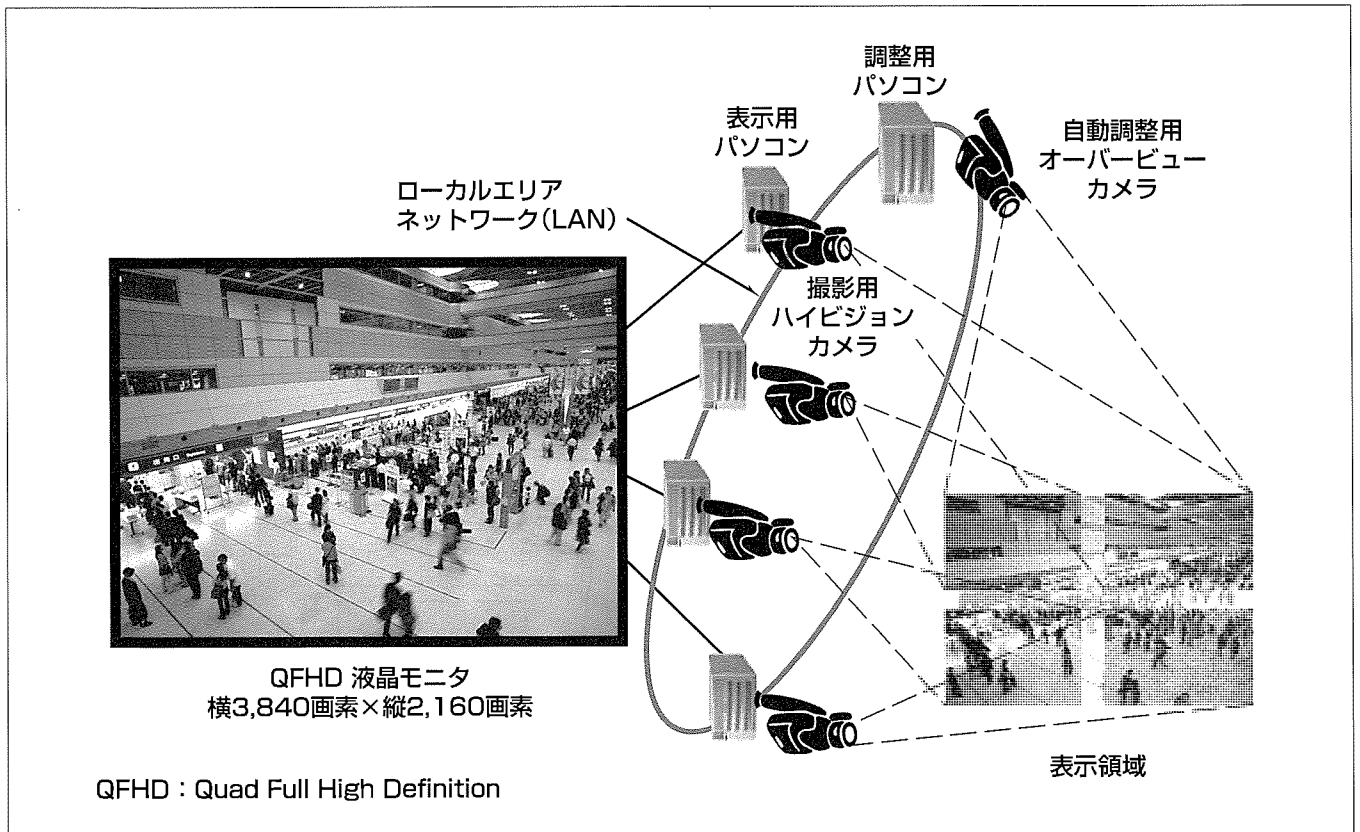 調整用
パソコン
表示用
パソコン
自動調整用
オーバービュー
カメラ
ローカルエリア
ネットワーク(LAN)
撮影用
ハイビジョン
カメラ
QFHD 液晶モニタ
横3,840画素×縦2,160画素
表示領域
QFHD：Quad Full High Definition